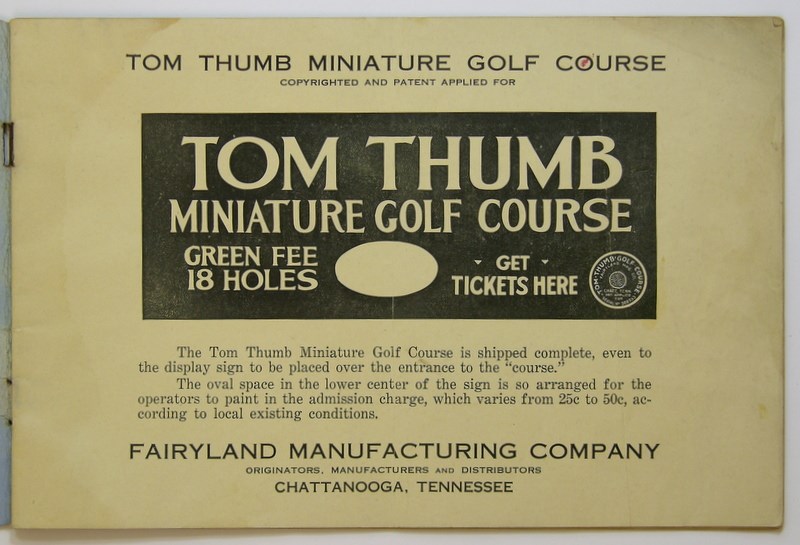 TOM THUMB MINIATURE GOLF COURSE
COPYRIGHTED AND PATENT APPLIED FOR
TOM THUMB
MINIATURE GOLF COURSE
GREEN FEE
18 HOLES
GET
TICKETS HERE
TOM·THUMB·GOLF COURSE
The Tom Thumb Miniature Golf Course is shipped complete, even to
the display sign to be placed over the entrance to the “course.”
The oval space in the lower center of the sign is so arranged for the
operators to paint in the admission charge, which varies from 25c to 50c, ac-
cording to local existing conditions.
FAIRYLAND MANUFACTURING COMPANY
ORIGINATORS, MANUFACTURERS AND DISTRIBUTORS
CHATTANOOGA, TENNESSEE